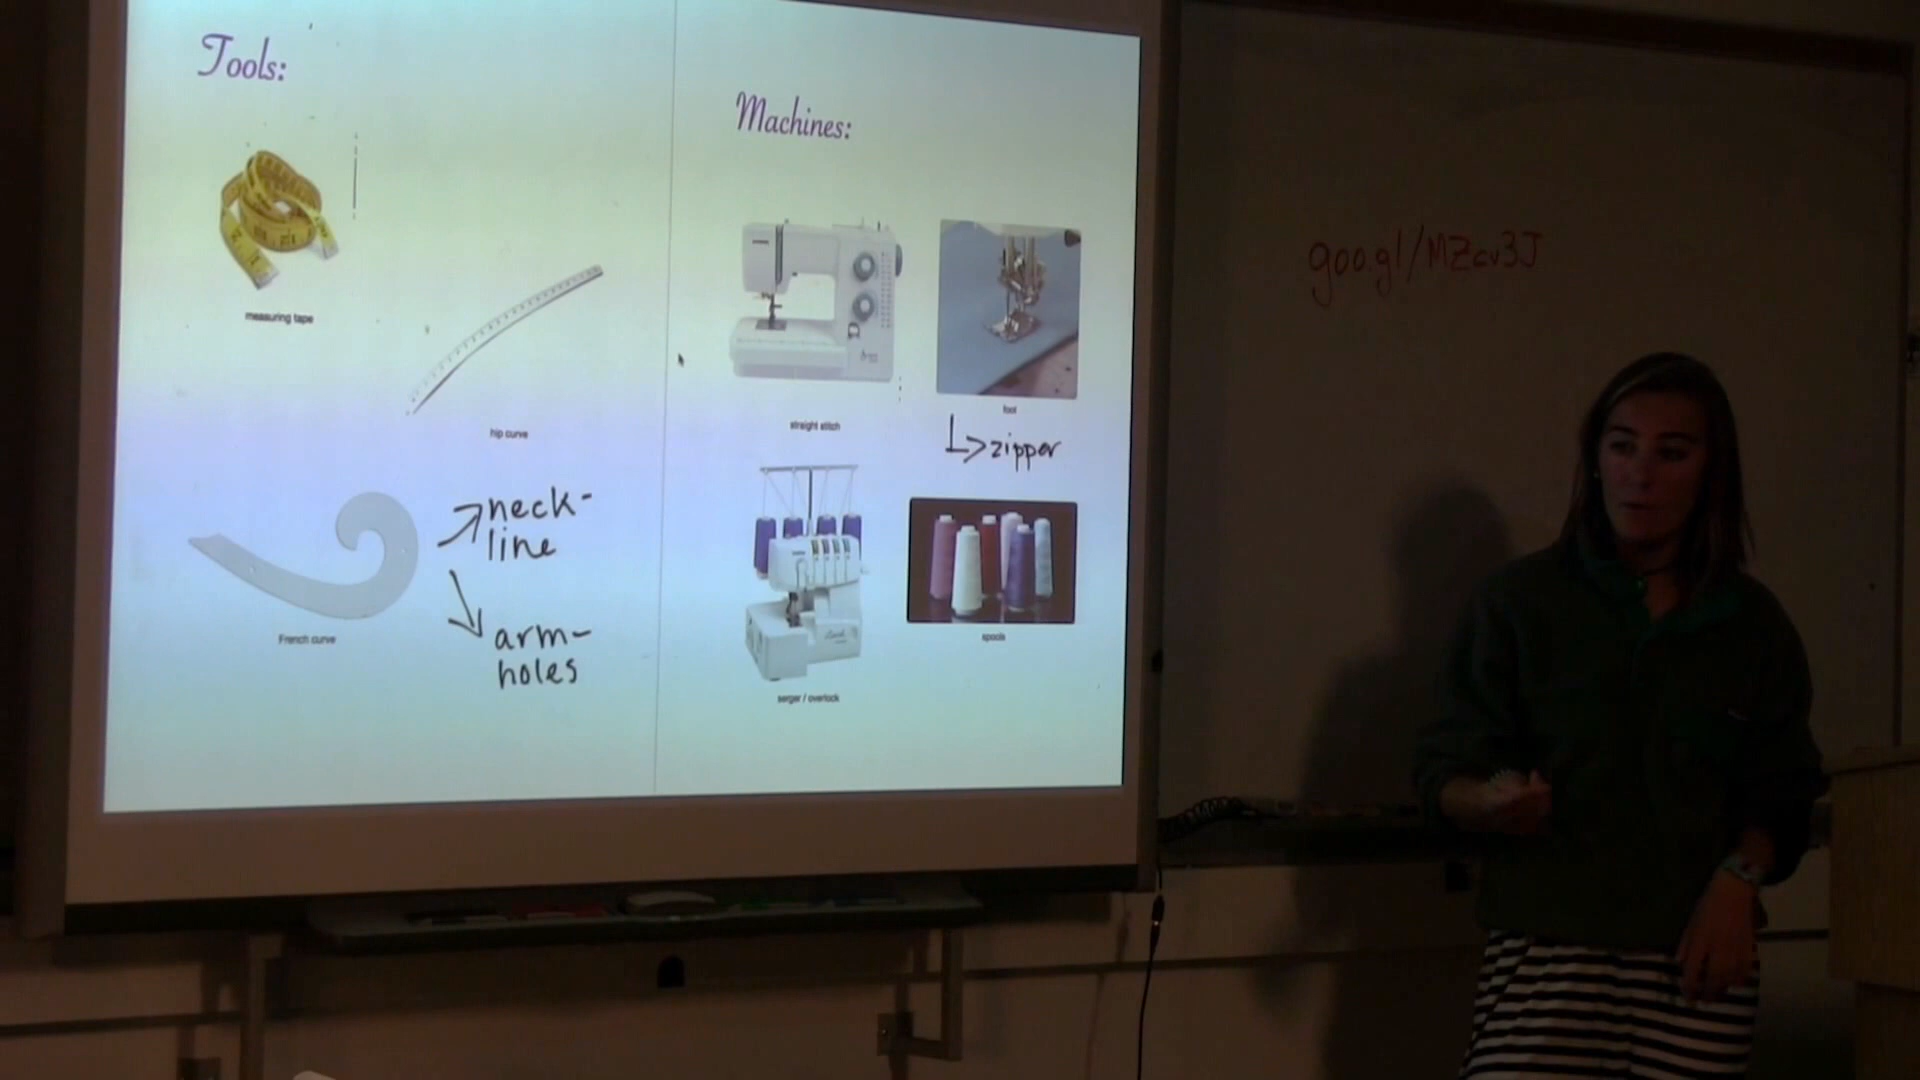 Tools:
measuring tape
hip curve
French curve
neck-
line
arm-
holes
Machines:
straight stitch
foot
zipper
serger / overlock
spools
goo gl/MZcv3J